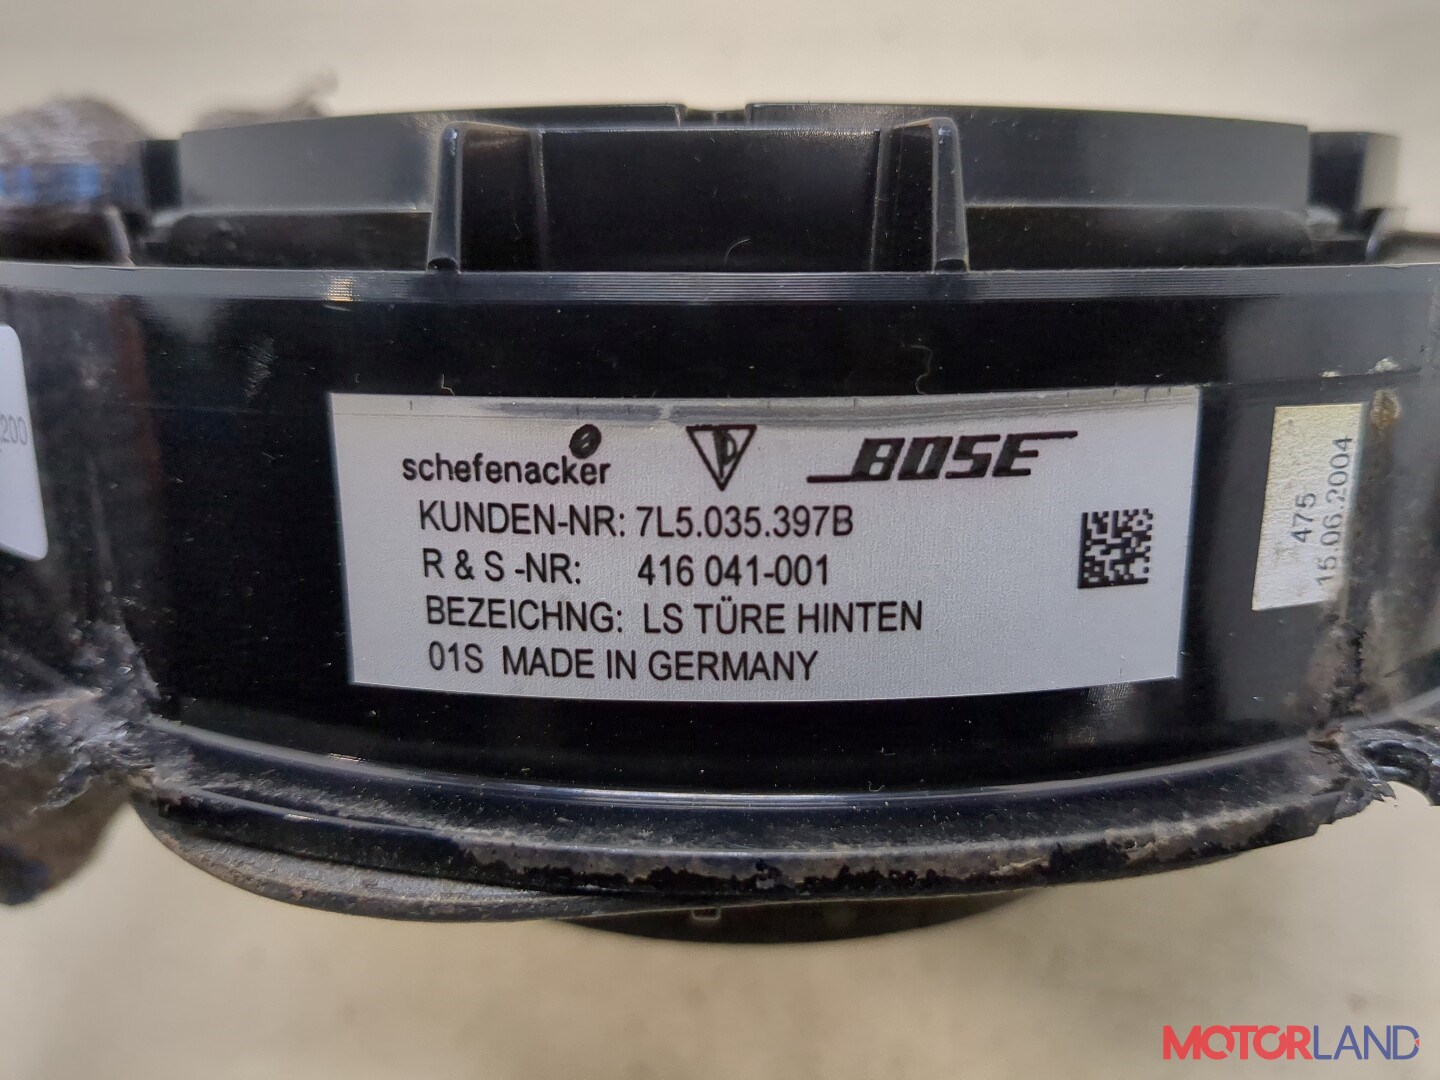 schefenacker BOSE
KUNDEN-NR: 7L5.035.397B
R & S -NR: 416 041-001
BEZEICHNG: LS TÜRE HINTEN
01S MADE IN GERMANY
475
15.06.2004
200
MOTORLAND